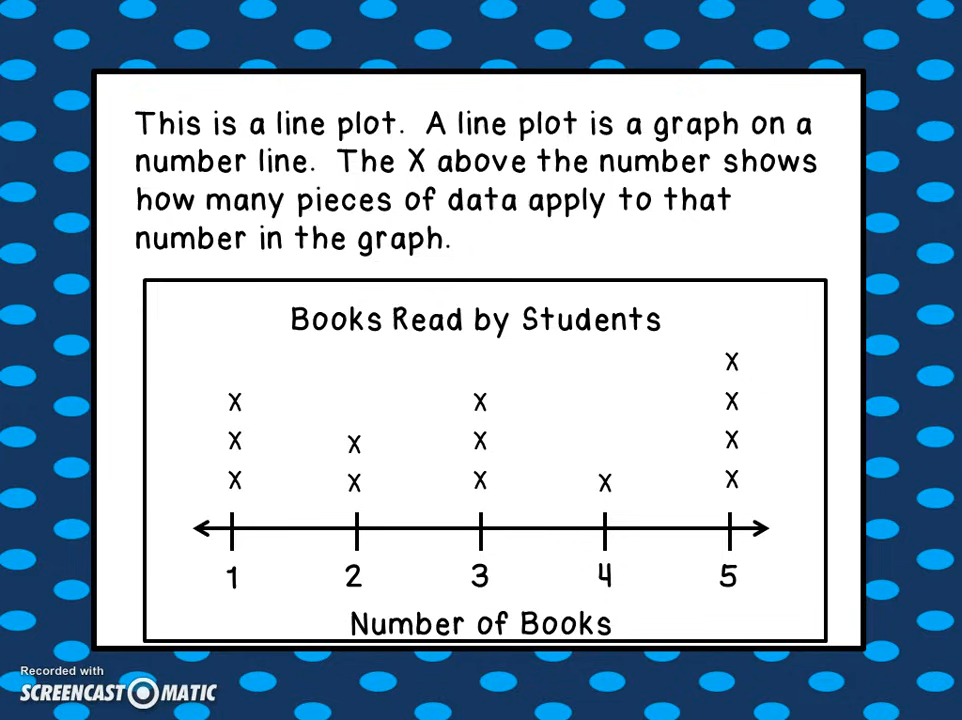 This is a line plot.  A line plot is a graph on a
number line.  The X above the number shows
how many pieces of data apply to that
number in the graph.
Books Read by Students
X
X X X
X X X X
X X X X X
1 2 3 4 5
Number of Books
Recorded with
SCREENCAST MATIC